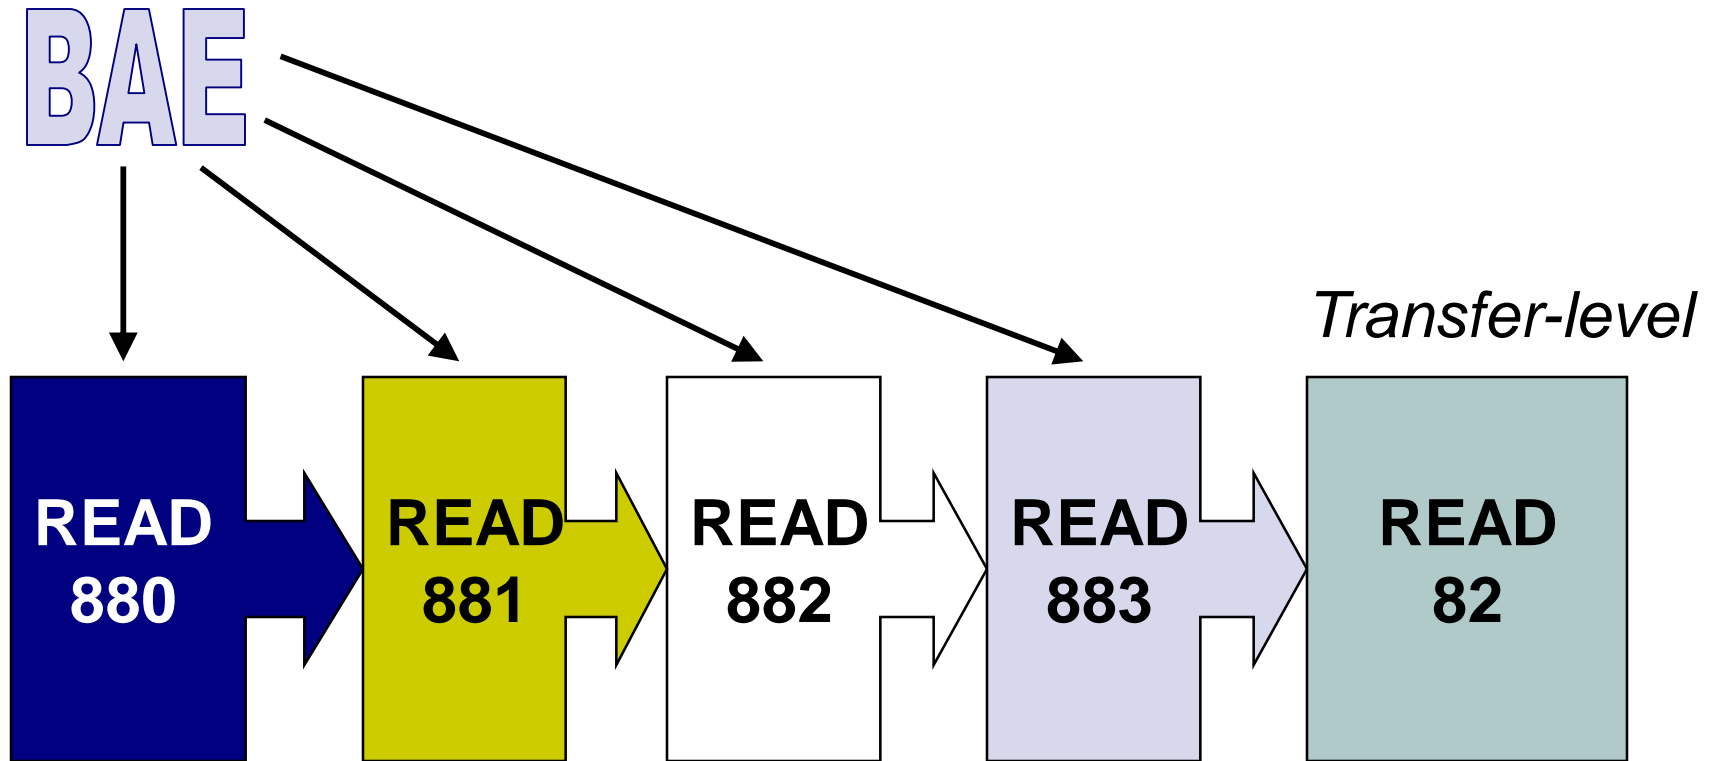 BAE
Transfer-level
READ
880
READ
881
READ
882
READ
883
READ
82